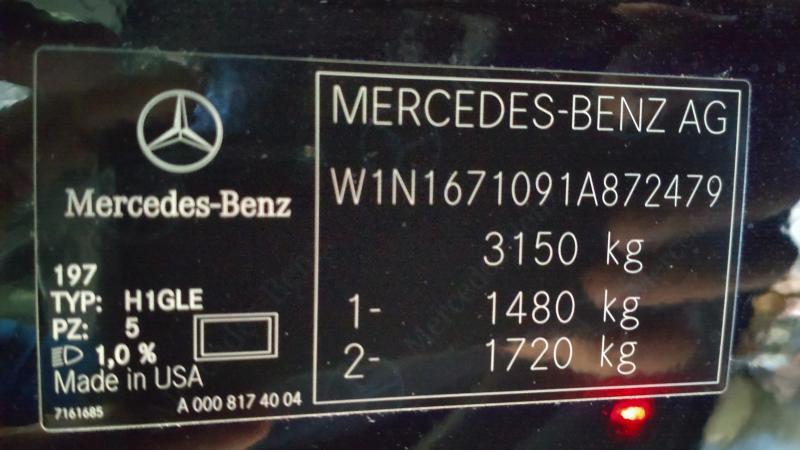 Mercedes-Benz
197
TYP: H1GLE
PZ: 5
1,0 %
Made in USA
7161685
A 000 817 40 04
MERCEDES-BENZ AG
W1N1671091A872479
3150 kg
1- 1480 kg
2- 1720 kg